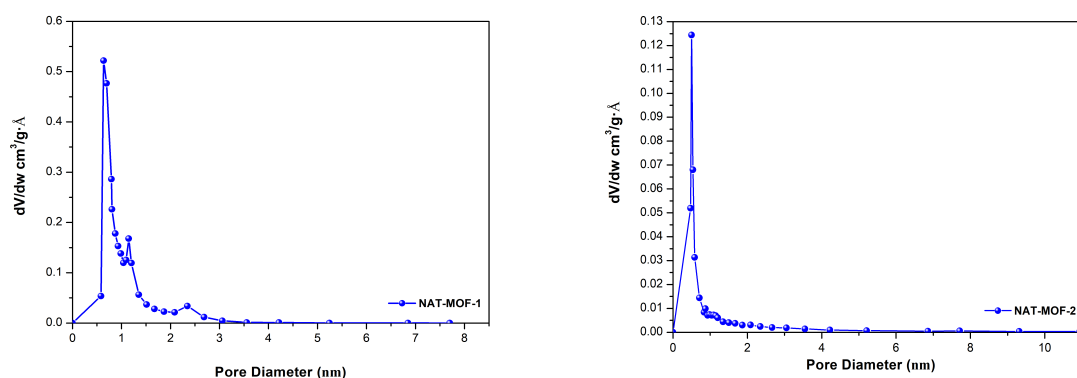 0.6
0.5
0.4
0.3
0.2
0.1
0.0
dV/dw cm³/g·Å
0 1 2 3 4 5 6 7 8
Pore Diameter (nm)
NAT-MOF-1
0.13
0.12
0.11
0.10
0.09
0.08
0.07
0.06
0.05
0.04
0.03
0.02
0.01
0.00
dV/dw cm³/g·Å
0 2 4 6 8 10
Pore Diameter (nm)
NAT-MOF-2